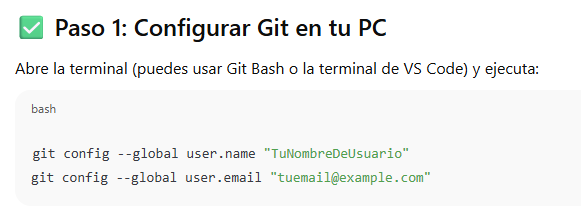 ✅ Paso 1: Configurar Git en tu PC
Abre la terminal (puedes usar Git Bash o la terminal de VS Code) y ejecuta:
bash
git config --global user.name "TuNombreDeUsuario"
git config --global user.email "tuemail@example.com"